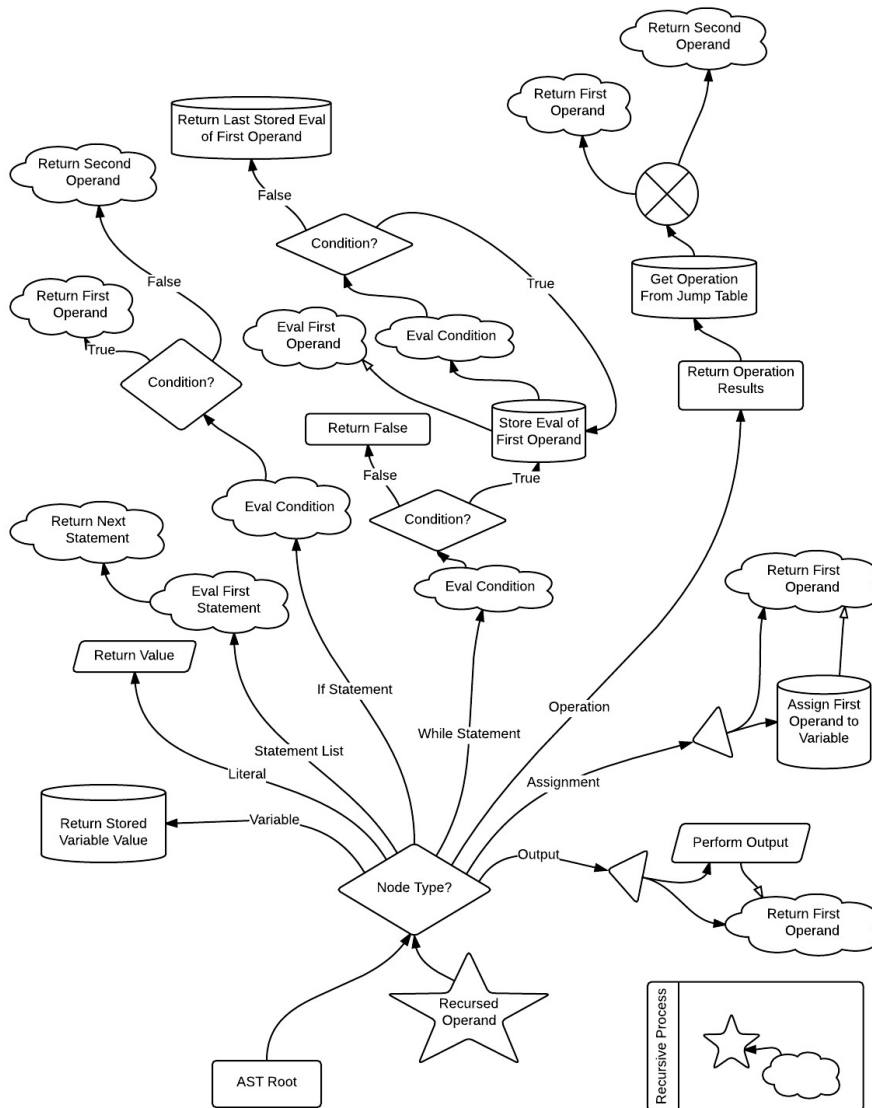 Return Second
Operand
Return First
Operand
Return Last Stored Eval
of First Operand
Return Second
Operand
False
Condition?
True
False
Get Operation
From Jump Table
Return First
Operand
Eval First
Operand
Eval Condition
True
Condition?
Return Operation
Results
Return False
Store Eval of
First Operand
False
True
Eval Condition
Condition?
Return Next
Statement
Eval First
Statement
Eval Condition
Return First
Operand
Return Value
If Statement
Operation
Assign First
Operand to
Variable
While Statement
Statement List
Literal
Assignment
Return Stored
Variable Value
Variable
Output
Perform Output
Node Type?
Return First
Operand
Recursed
Operand
AST Root
Recursive Process